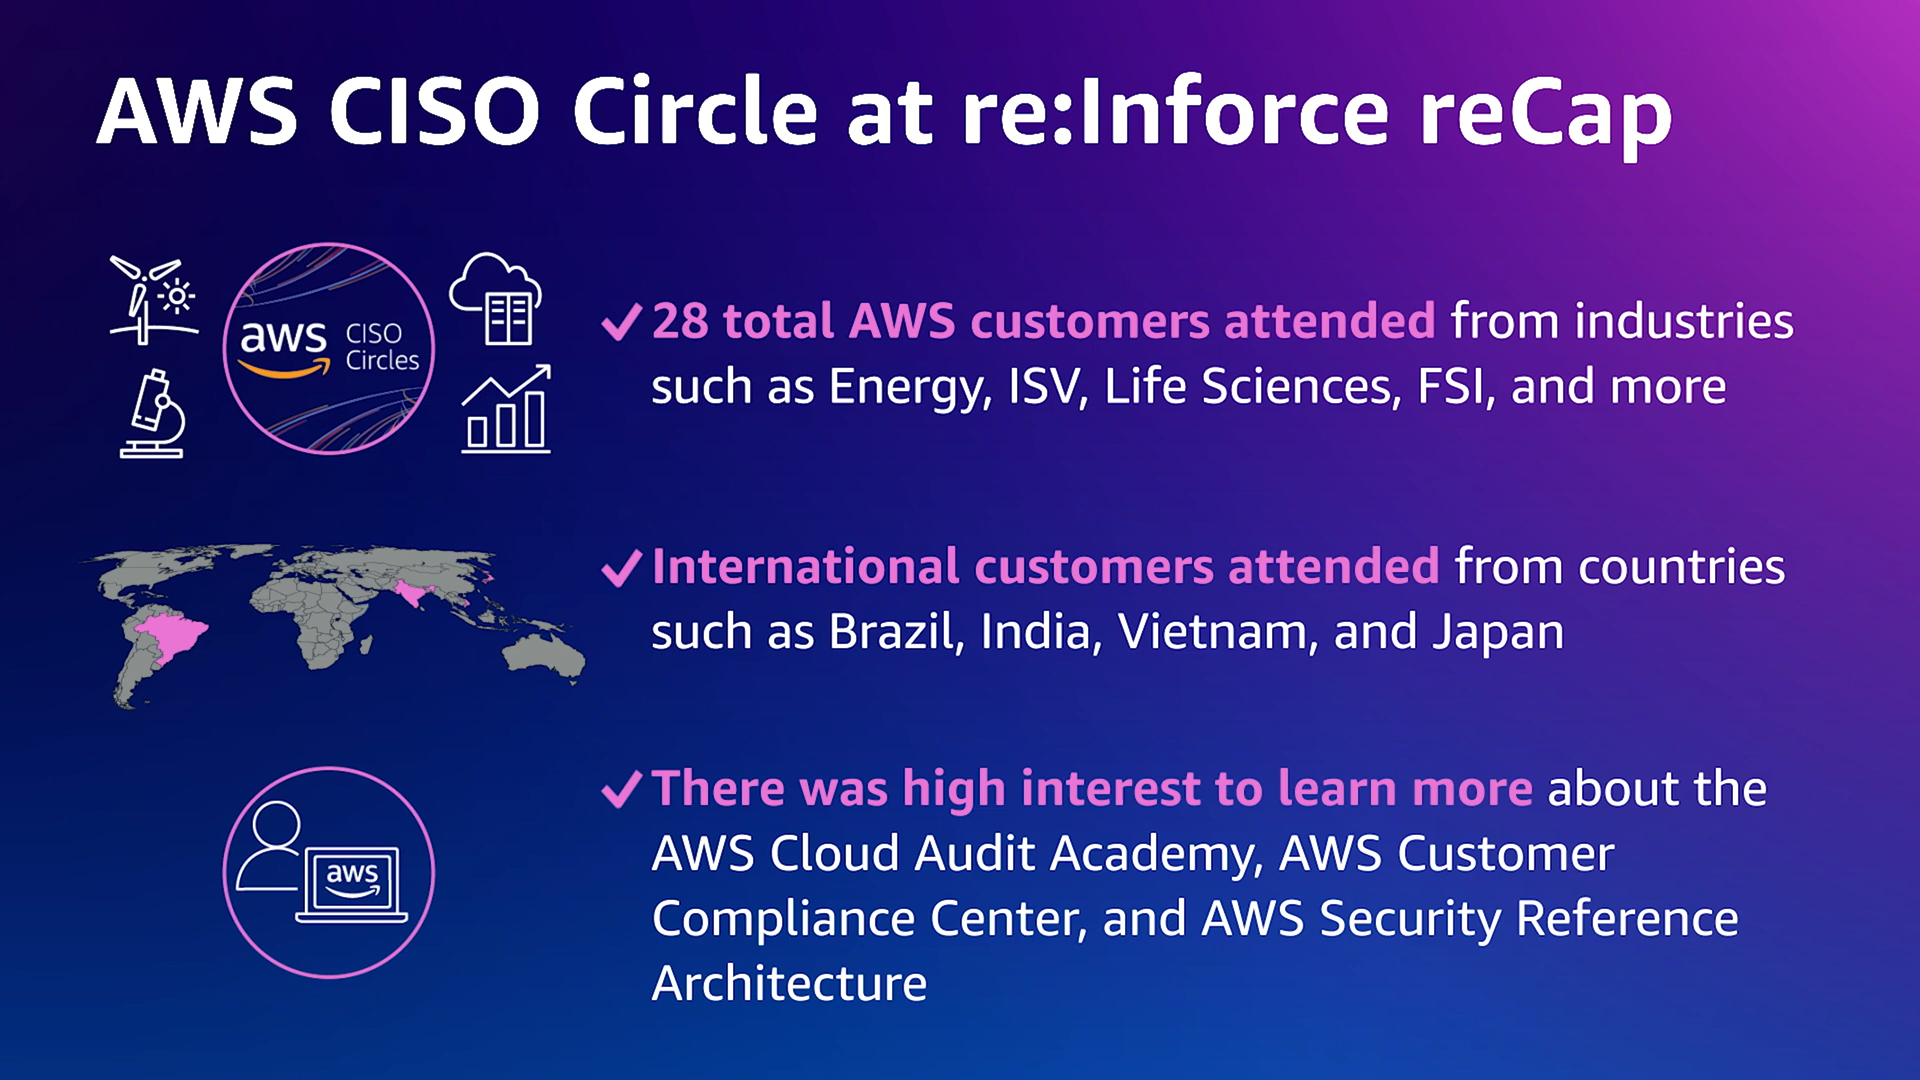 AWS CISO Circle at re:Inforce reCap
aws CISO
Circles
28 total AWS customers attended from industries
such as Energy, ISV, Life Sciences, FSI, and more
International customers attended from countries
such as Brazil, India, Vietnam, and Japan
aws
There was high interest to learn more about the
AWS Cloud Audit Academy, AWS Customer
Compliance Center, and AWS Security Reference
Architecture